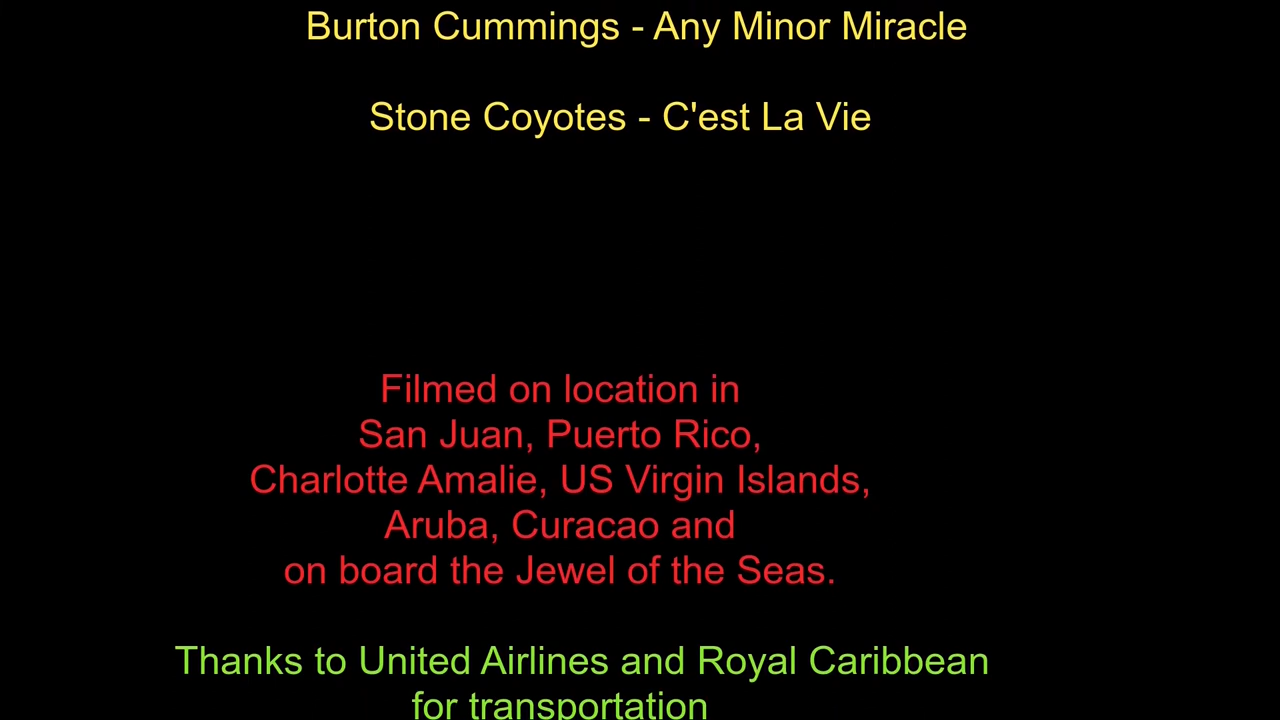 Burton Cummings - Any Minor Miracle
Stone Coyotes - C'est La Vie
Filmed on location in
San Juan, Puerto Rico,
Charlotte Amalie, US Virgin Islands,
Aruba, Curacao and
on board the Jewel of the Seas.
Thanks to United Airlines and Royal Caribbean
for transportation